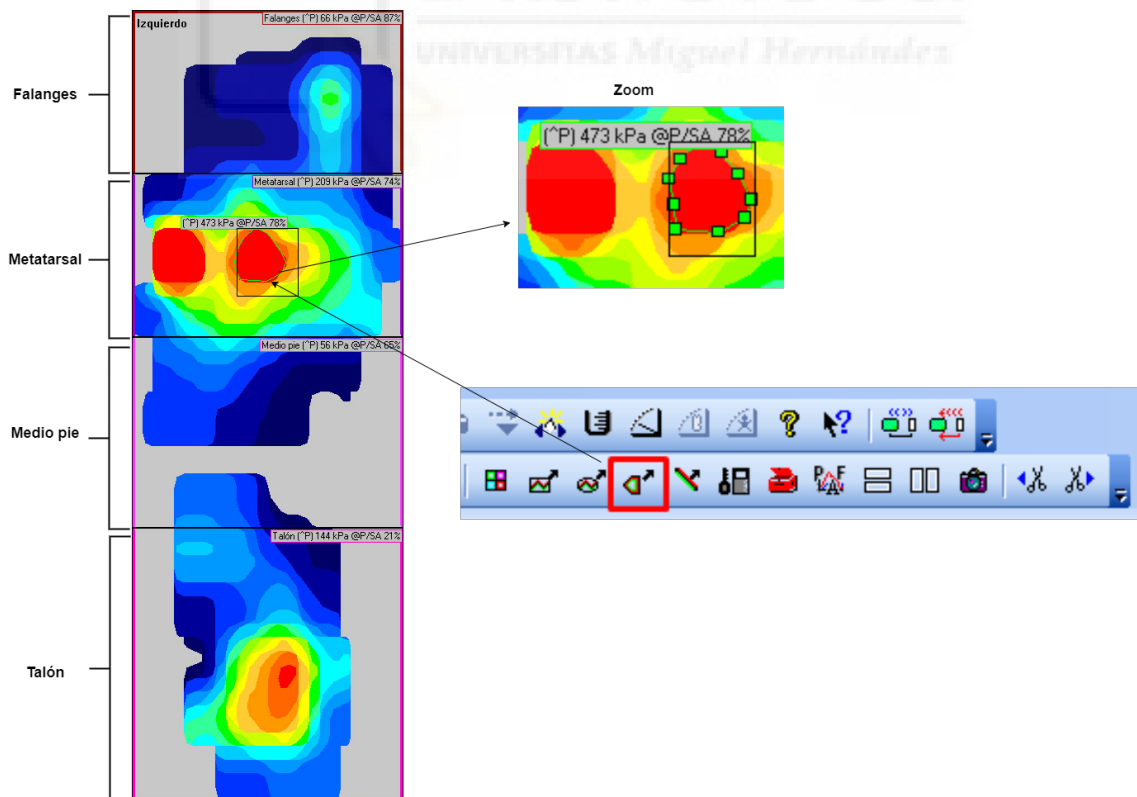 UNIVERSITAS Miguel Hernández
Izquierdo
Falanges (^P) 66 kPa @P/SA 87%
Falanges
Zoom
(^P) 473 kPa @P/SA 78%
Metatarsal (^P) 209 kPa @P/SA 74%
(^P) 473 kPa @P/SA 78%
Metatarsal
Medio pie (^P) 56 kPa @P/SA 65%
Medio pie
Talón (^P) 144 kPa @P/SA 21%
Talón